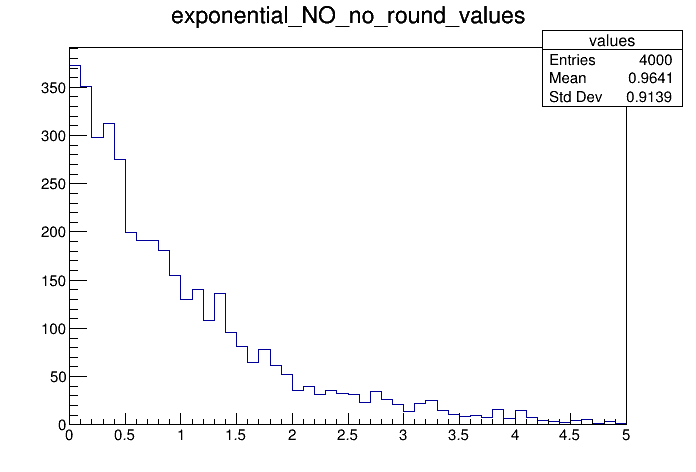 exponential_NO_no_round_values
values
Entries 4000
Mean 0.9641
Std Dev 0.9139
350
300
250
200
150
100
50
0
0 0.5 1 1.5 2 2.5 3 3.5 4 4.5 5